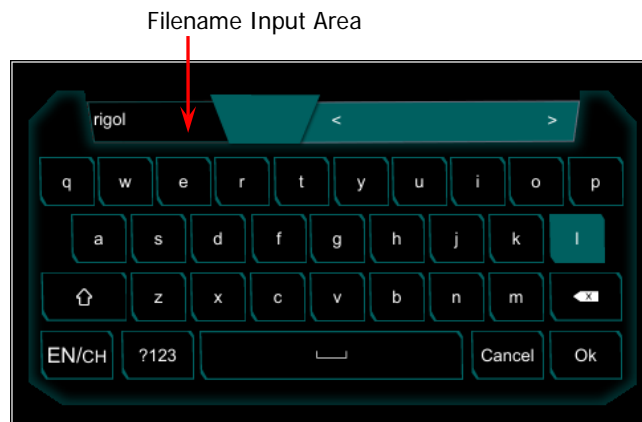 Filename Input Area
rigol < >
q w e r t y u i o p
a s d f g h j k l
z x c v b n m x
EN/CH ?123 Cancel Ok